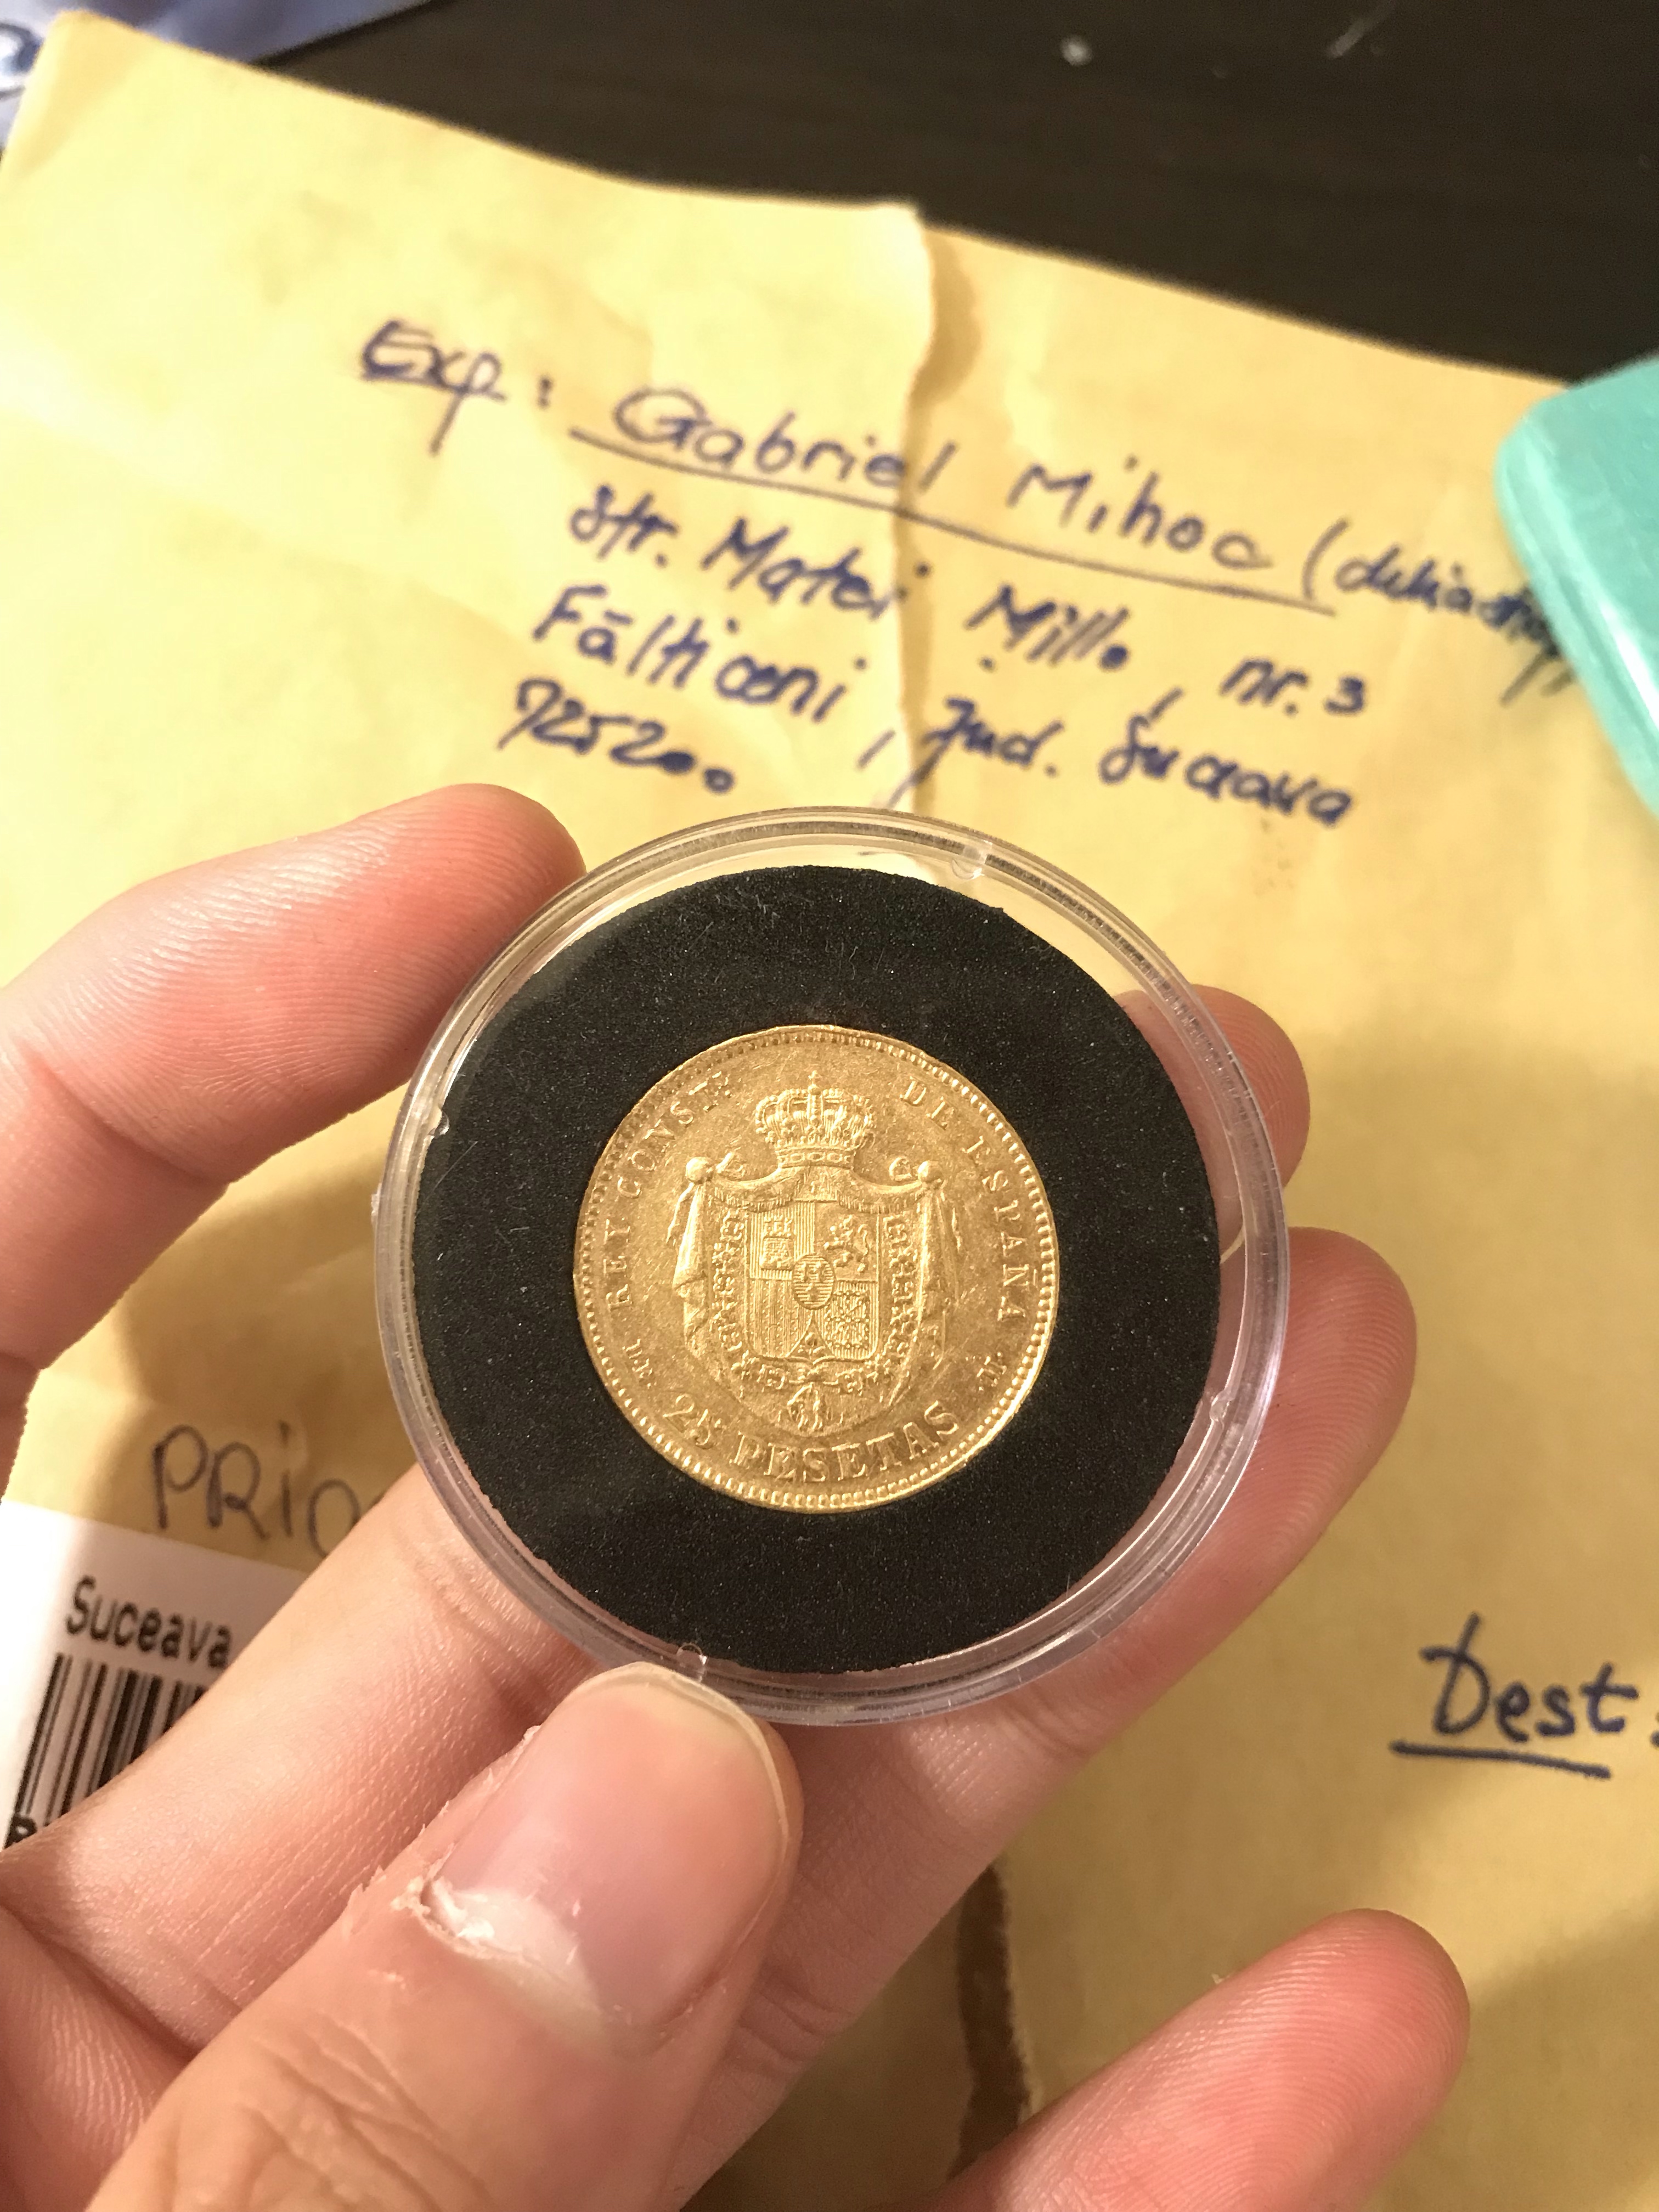 Exp: Gabriel Mihoc
str. Matei Millo, nr. 3
Fălticeni, jud. Suceava
725200
REY CONST. DE ESPAÑA
25 PESETAS
PRIO
Suceava
Dest: